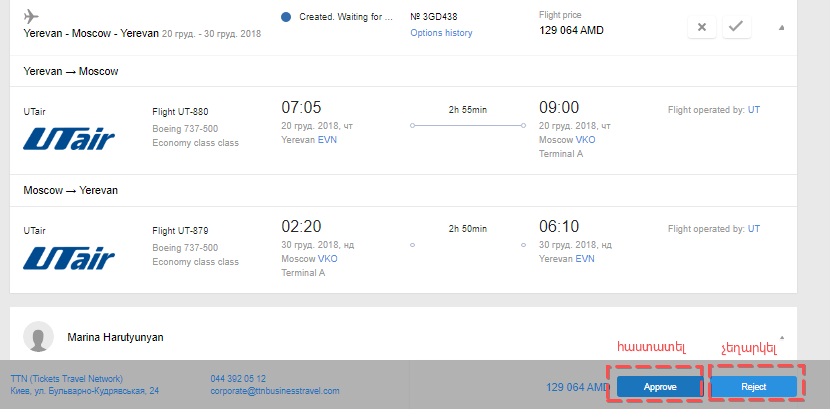 Yerevan - Moscow - Yerevan 20 груд. - 30 груд. 2018
Created. Waiting for ...
№ 3GD438
Options history
Flight price
129 064 AMD
Yerevan → Moscow
UTair
UTair
Flight UT-880
Boeing 737-500
Economy class class
07:05
20 груд. 2018, чт
Yerevan EVN
2h 55min
09:00
20 груд. 2018, чт
Moscow VKO
Terminal A
Flight operated by: UT
Moscow → Yerevan
UTair
UTair
Flight UT-879
Boeing 737-500
Economy class class
02:20
30 груд. 2018, нд
Moscow VKO
Terminal A
2h 50min
06:10
30 груд. 2018, нд
Yerevan EVN
Flight operated by: UT
Marina Harutyunyan
հաստատել
չեղարկել
TTN (Tickets Travel Network)
Киев, ул. Бульварно-Кудрявская, 24
044 392 05 12
corporate@ttnbusinesstravel.com
129 064 AMD
Approve
Reject